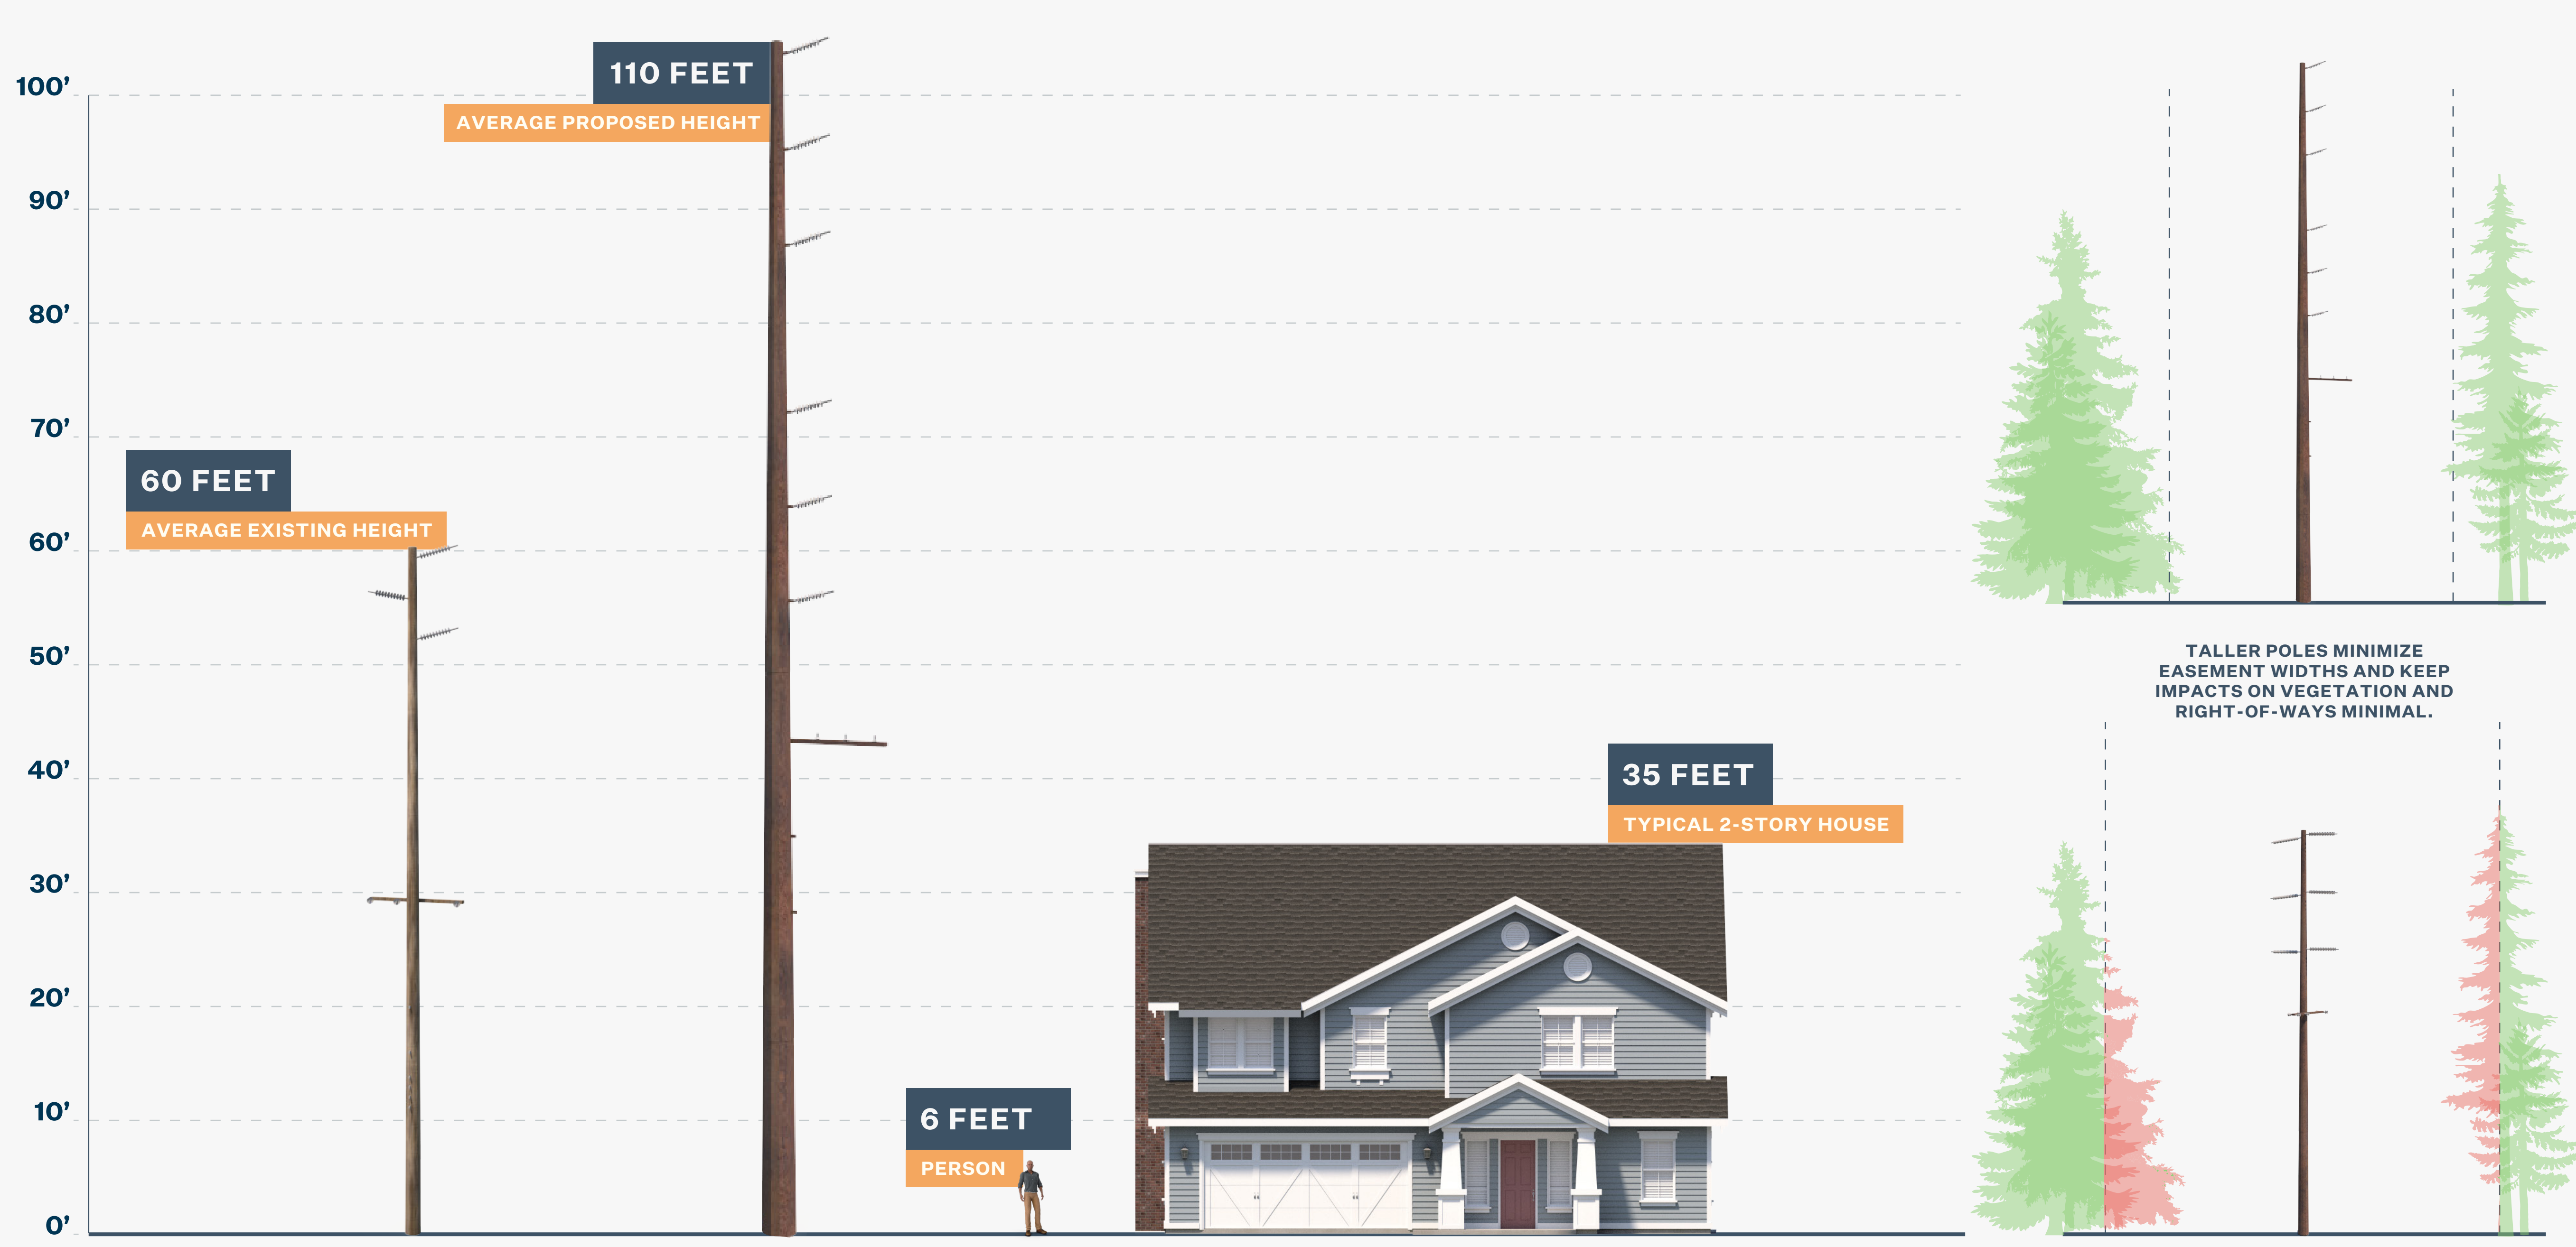 100’
90’
80’
70’
60’
50’
40’
30’
20’
10’
0’
110 FEET
AVERAGE PROPOSED HEIGHT
60 FEET
AVERAGE EXISTING HEIGHT
6 FEET
PERSON
35 FEET
TYPICAL 2-STORY HOUSE
TALLER POLES MINIMIZE
EASEMENT WIDTHS AND KEEP
IMPACTS ON VEGETATION AND
RIGHT-OF-WAYS MINIMAL.